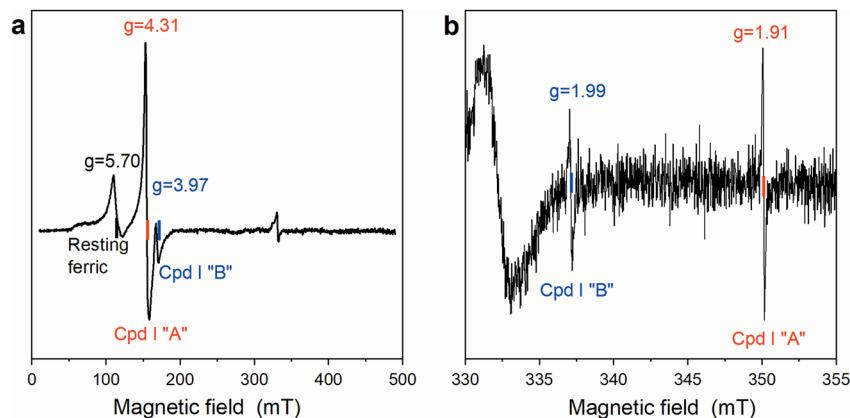 a
g=4.31
g=5.70
g=3.97
Resting
ferric
Cpd I "B"
Cpd I "A"
0 100 200 300 400 500
Magnetic field (mT)
b
g=1.91
g=1.99
Cpd I "B"
Cpd I "A"
330 335 340 345 350 355
Magnetic field (mT)